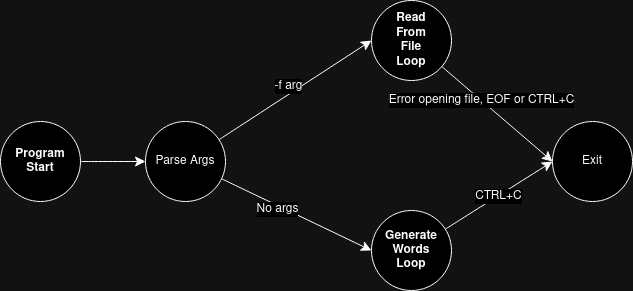 Read
From
File
Loop
-f arg
Error opening file, EOF or CTRL+C
Program
Start
Parse Args
Exit
No args
CTRL+C
Generate
Words
Loop